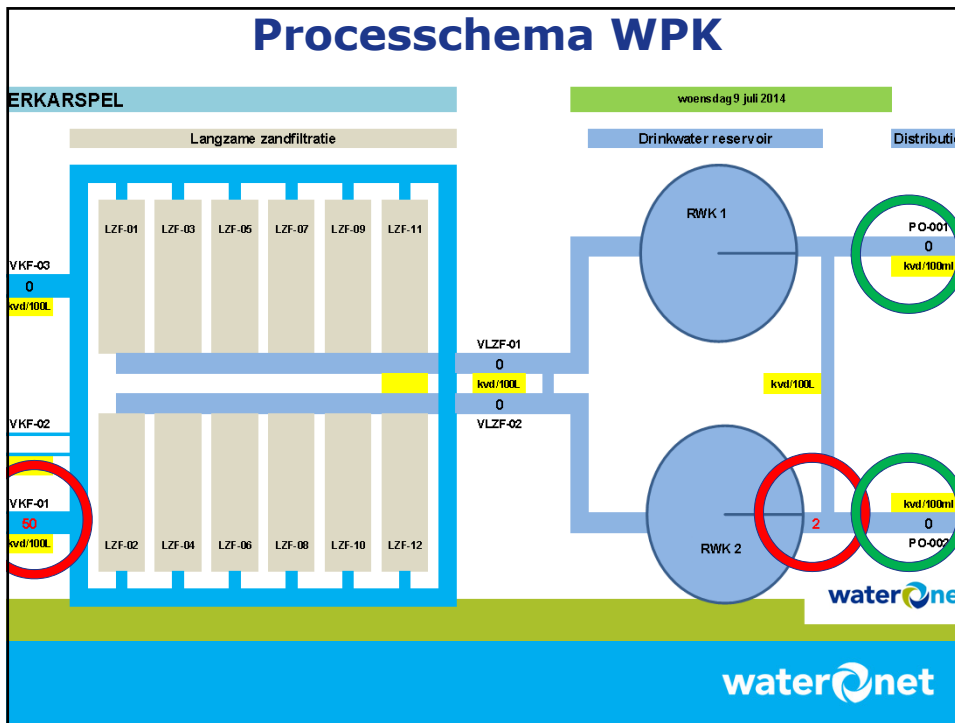 Processchema WPK
ERKARSPEL
woensdag 9 juli 2014
Langzame zandfiltratie
Drinkwater reservoir
Distributie
LZF-01
LZF-03
LZF-05
LZF-07
LZF-09
LZF-11
RWK 1
PO-001
0
kvd/100ml
VKF-03
0
kvd/100L
VLZF-01
0
kvd/100L
0
VLZF-02
kvd/100L
VKF-02
VKF-01
50
kvd/100L
LZF-02
LZF-04
LZF-06
LZF-08
LZF-10
LZF-12
RWK 2
2
kvd/100ml
0
PO-002
waterne
waternet